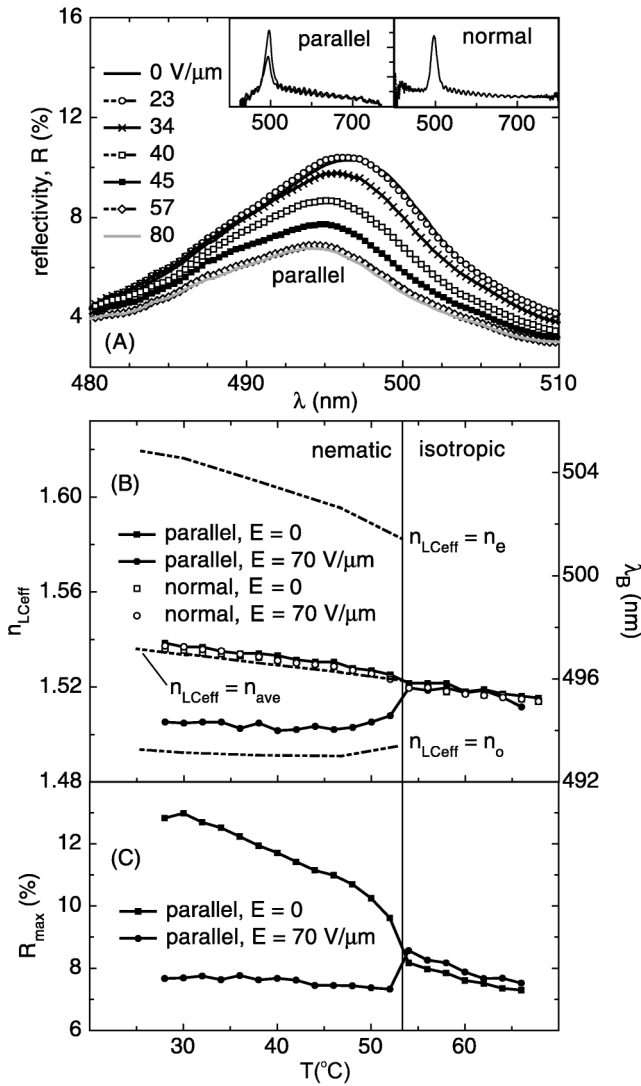 parallel
normal
500 700
500 700
16
12
8
4
reflectivity, R (%)
0 V/μm
23
34
40
45
57
80
parallel
(A)
480 490 500 510
λ (nm)
nematic
isotropic
(B)
1.60
1.56
1.52
1.48
n_LCeff
504
500
496
492
λ_B (nm)
n_LCeff = n_e
parallel, E = 0
parallel, E = 70 V/μm
normal, E = 0
normal, E = 70 V/μm
n_LCeff = n_ave
n_LCeff = n_o
(C)
12
10
8
6
R_max (%)
parallel, E = 0
parallel, E = 70 V/μm
30 40 50 60
T(°C)